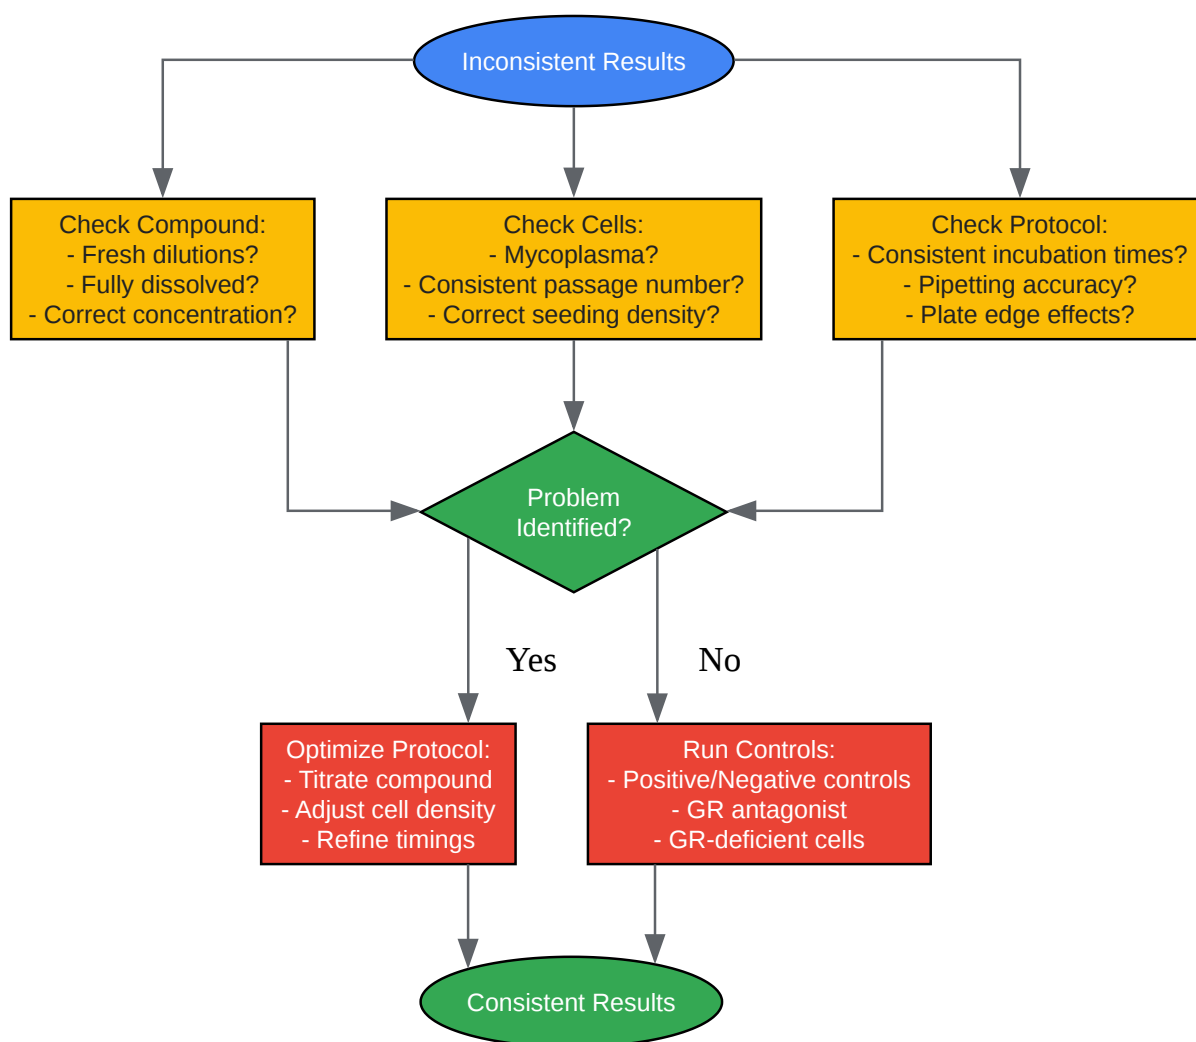 Inconsistent Results
Check Compound:
- Fresh dilutions?
- Fully dissolved?
- Correct concentration?
Check Cells:
- Mycoplasma?
- Consistent passage number?
- Correct seeding density?
Check Protocol:
- Consistent incubation times?
- Pipetting accuracy?
- Plate edge effects?
Problem
Identified?
Yes
No
Optimize Protocol:
- Titrate compound
- Adjust cell density
- Refine timings
Run Controls:
- Positive/Negative controls
- GR antagonist
- GR-deficient cells
Consistent Results